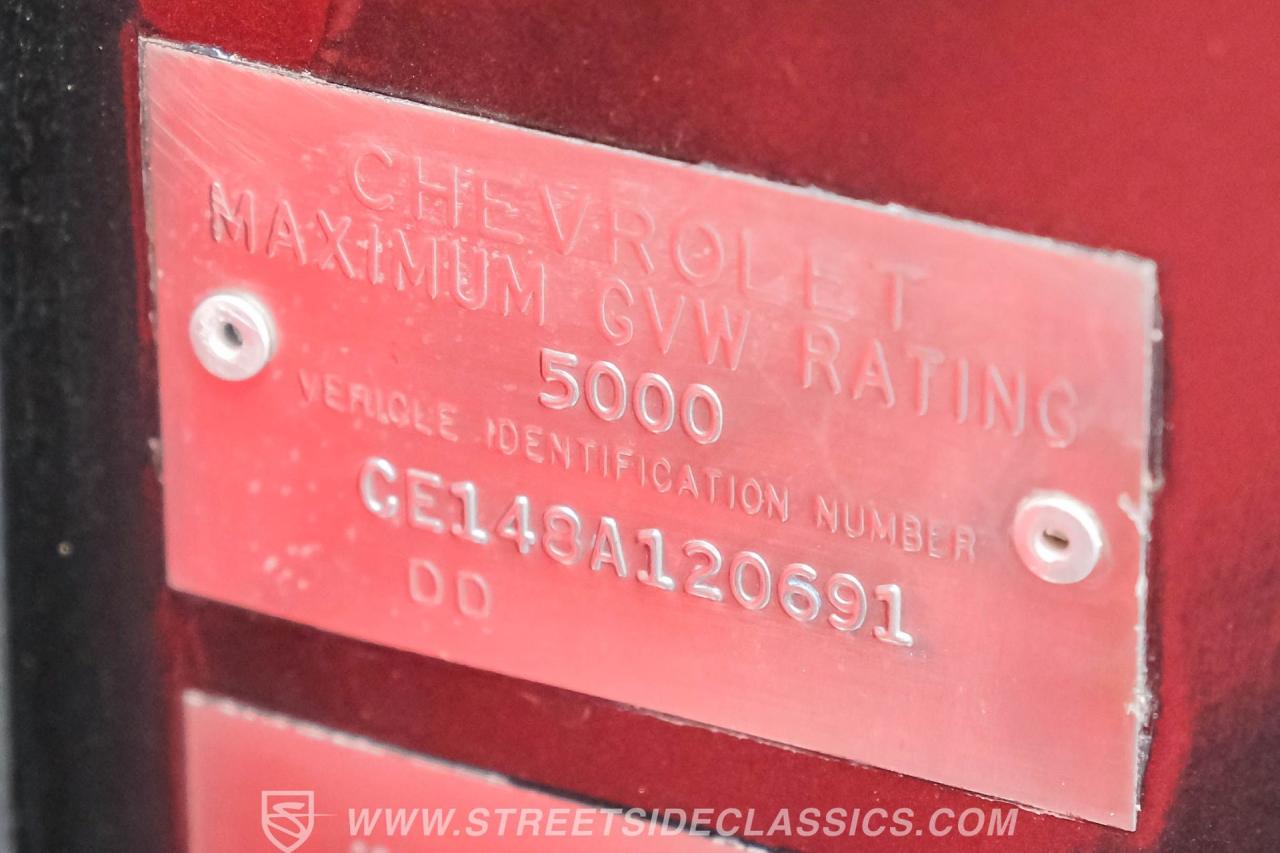 CHEVROLET
MAXIMUM GVW RATING
5000
VEHICLE IDENTIFICATION NUMBER
CE148A120691
DD
WWW.STREETSIDECLASSICS.COM